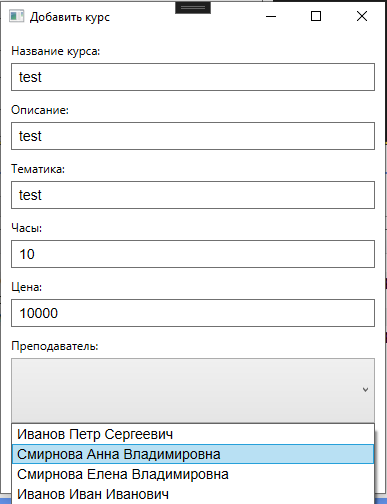 Добавить курс
Название курса:
test
Описание:
test
Тематика:
test
Часы:
10
Цена:
10000
Преподаватель:
Иванов Петр Сергеевич
Смирнова Анна Владимировна
Смирнова Елена Владимировна
Иванов Иван Иванович